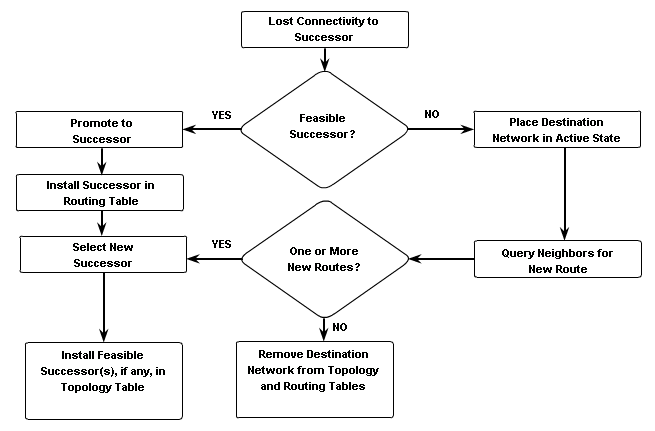 Lost Connectivity to
Successor
Feasible
Successor?
YES
NO
Promote to
Successor
Place Destination
Network in Active State
Install Successor in
Routing Table
Select New
Successor
YES
One or More
New Routes?
Query Neighbors for
New Route
NO
Install Feasible
Successor(s), if any, in
Topology Table
Remove Destination
Network from Topology
and Routing Tables